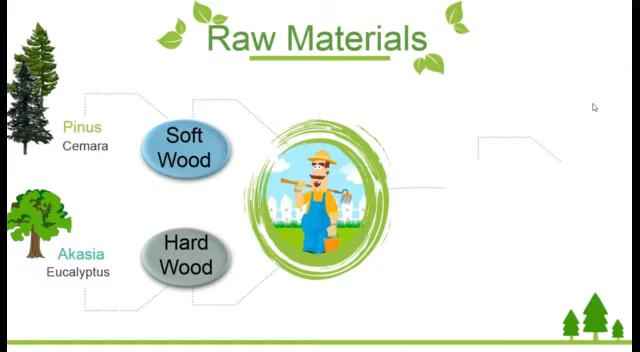 Raw Materials
Pinus
Cemara
Soft
Wood
Akasia
Eucalyptus
Hard
Wood